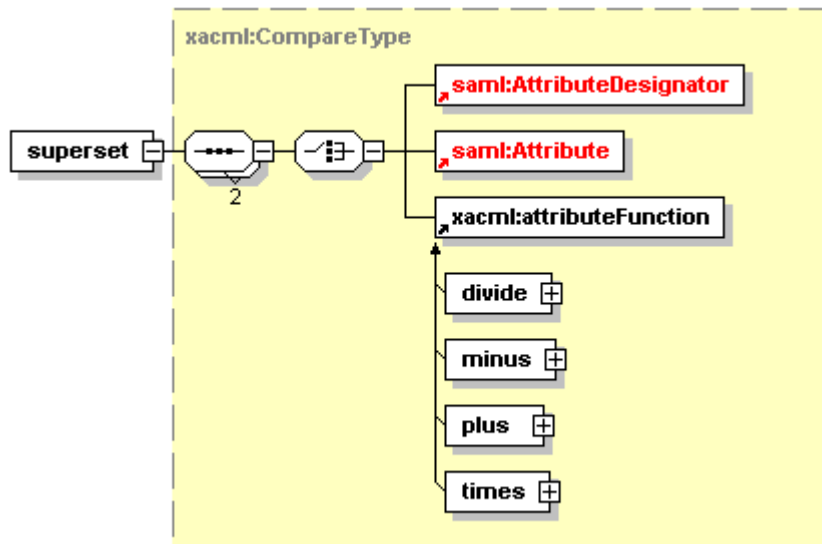 xacml:CompareType
saml:AttributeDesignator
superset
saml:Attribute
2
xacml:attributeFunction
divide
minus
plus
times